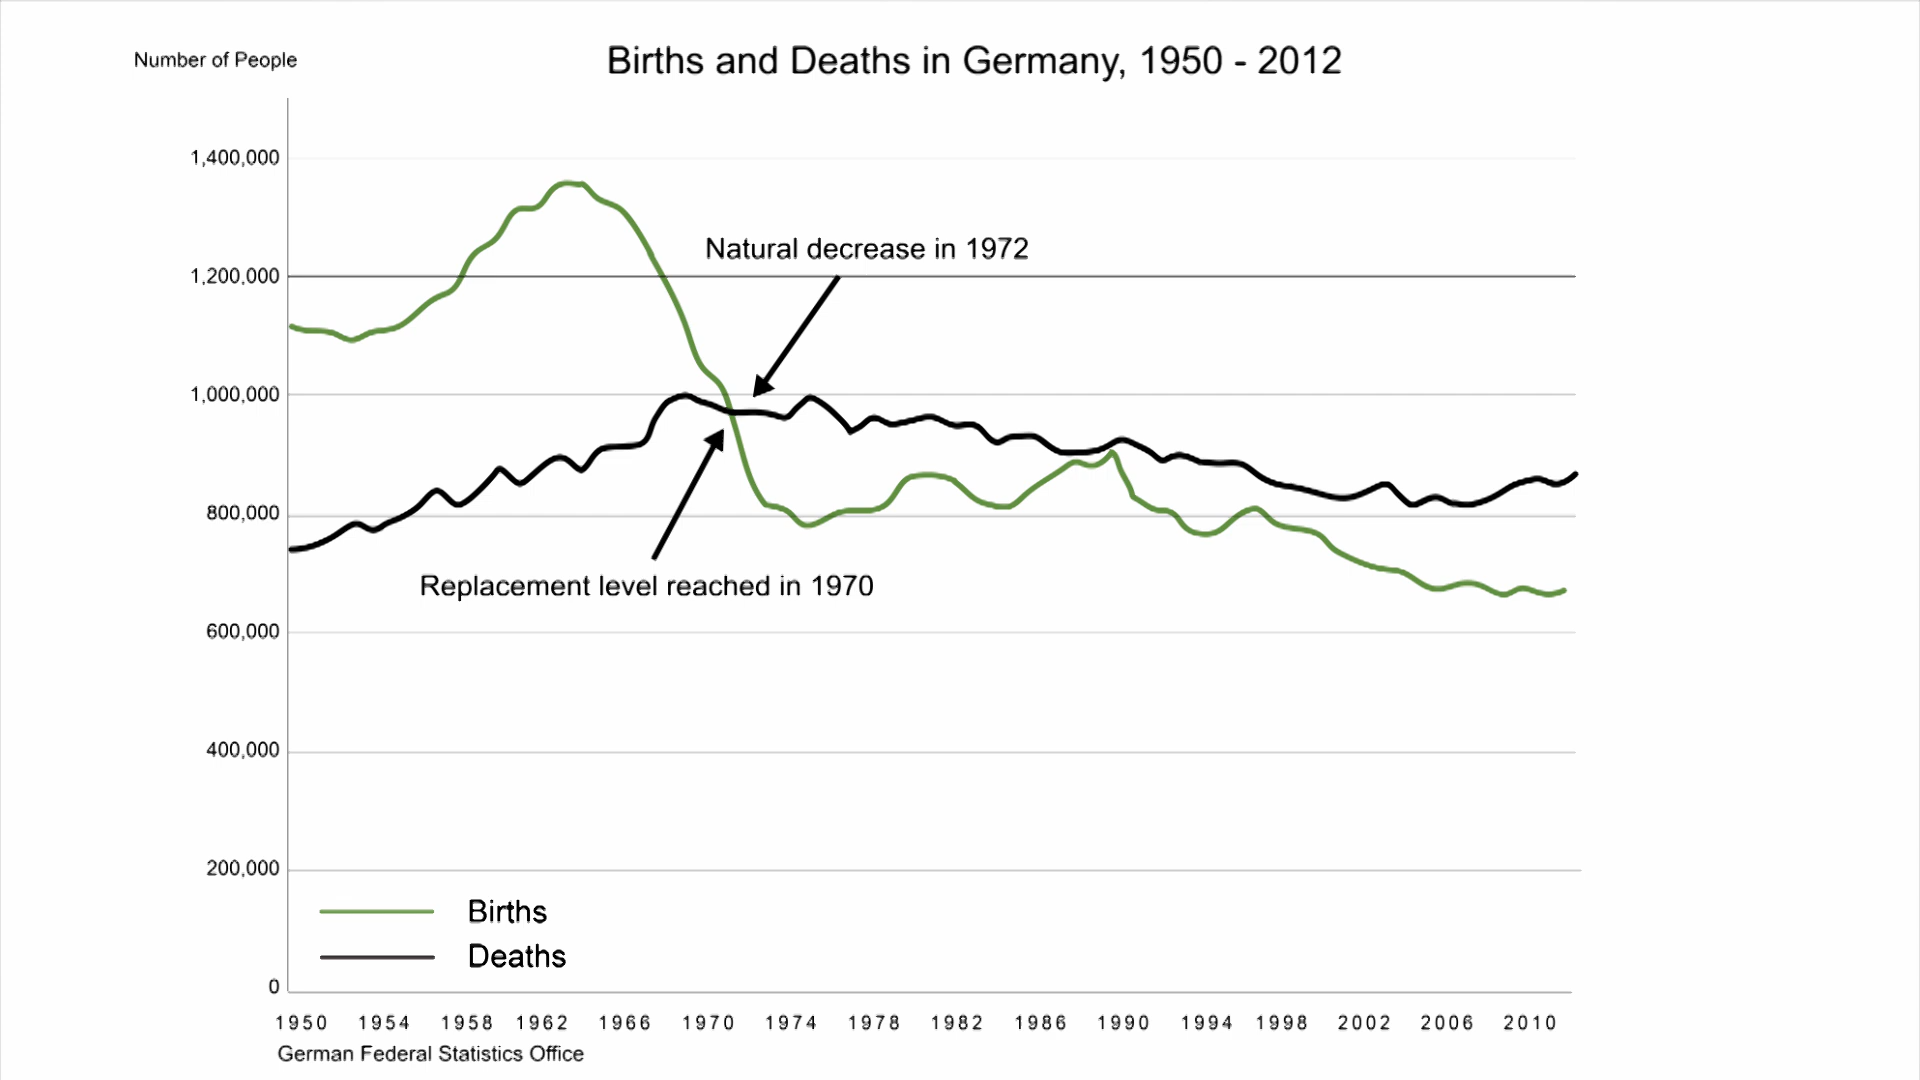 Number of People
Births and Deaths in Germany, 1950 - 2012
1,400,000
Natural decrease in 1972
1,200,000
1,000,000
800,000
Replacement level reached in 1970
600,000
400,000
200,000
Births
Deaths
0
1950 1954 1958 1962 1966 1970 1974 1978 1982 1986 1990 1994 1998 2002 2006 2010
German Federal Statistics Office